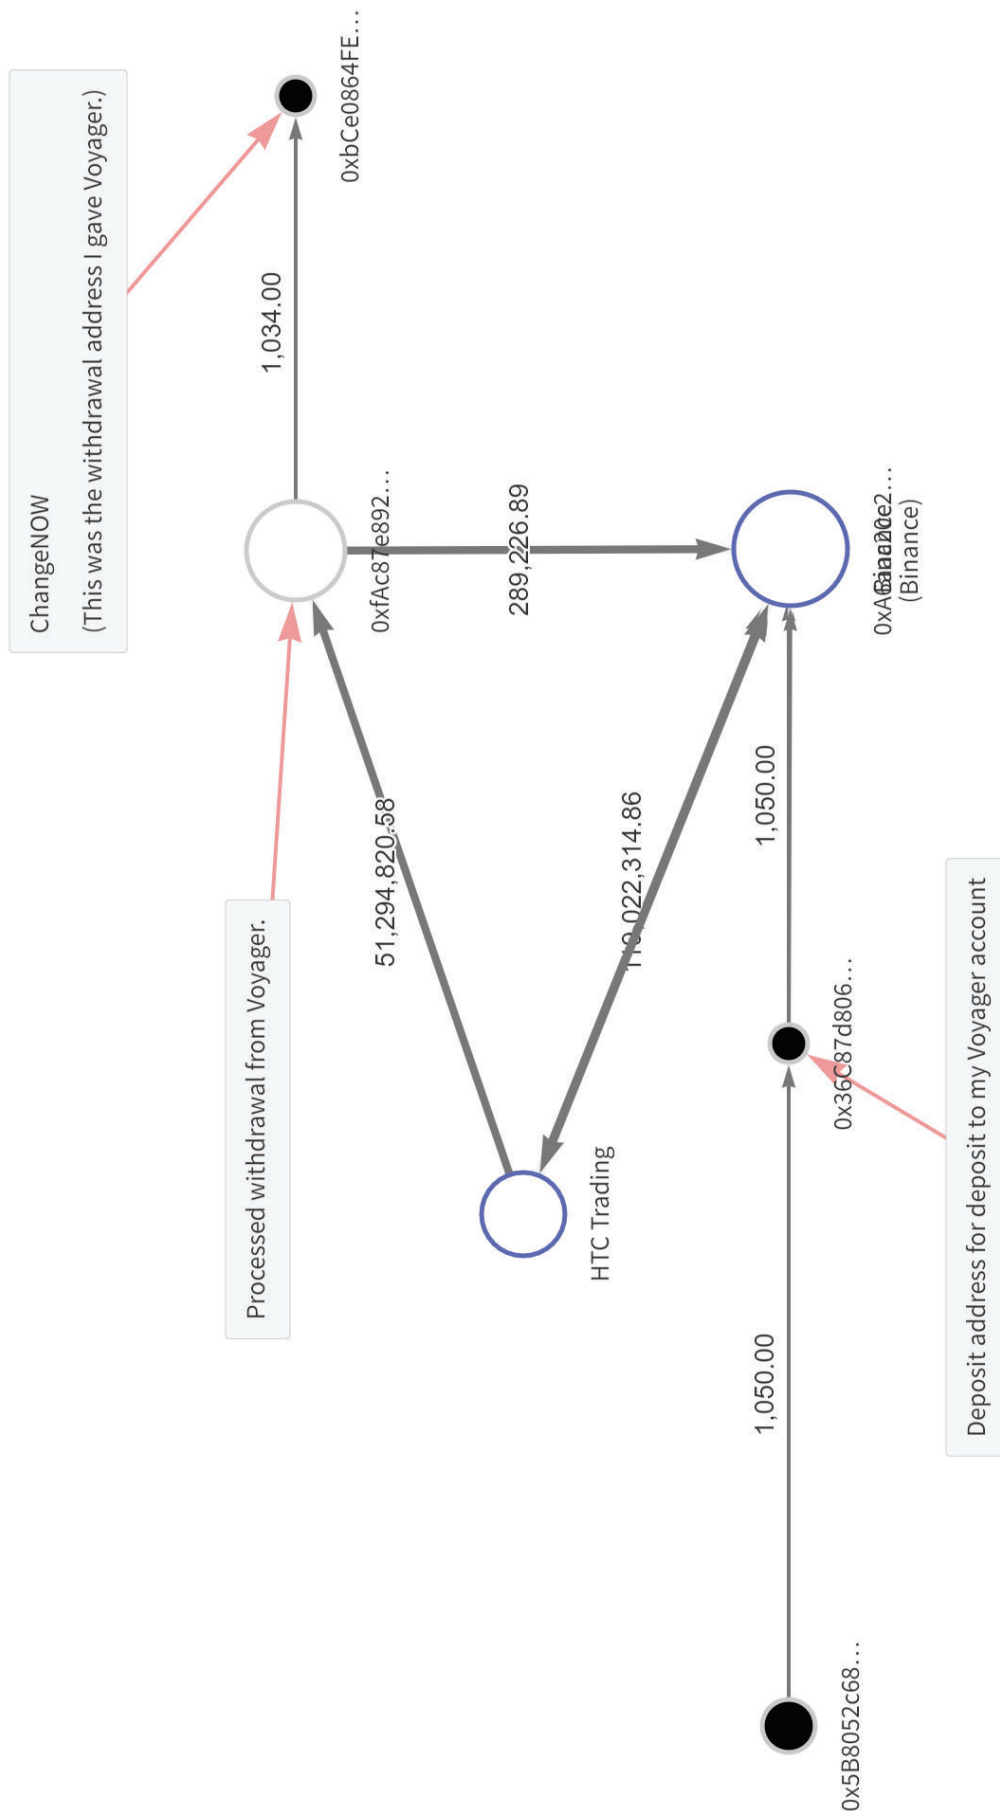 ChangeNOW
(This was the withdrawal address I gave Voyager.)
0xbCe0864FE...
1,034.00
Processed withdrawal from Voyager.
0xfAc87e892...
51,294,820.58
289,226.89
HTC Trading
022,314.86
(Binance)
1,050.00
0x36C87d806...
1,050.00
0x5B8052c68...
Deposit address for deposit to my Voyager account